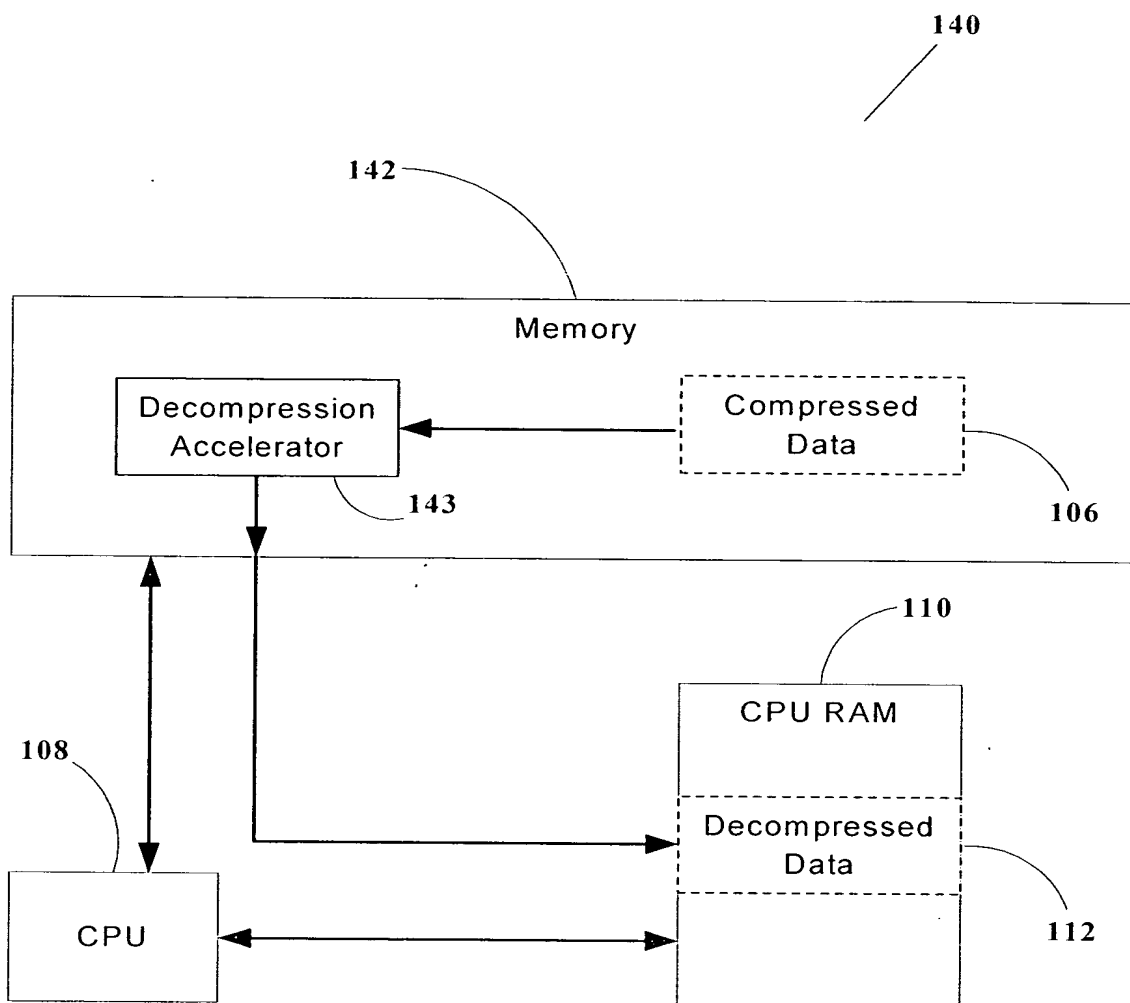 140
142
Memory
Decompression
Accelerator
Compressed
Data
143
106
110
CPU RAM
108
Decompressed
Data
CPU
112